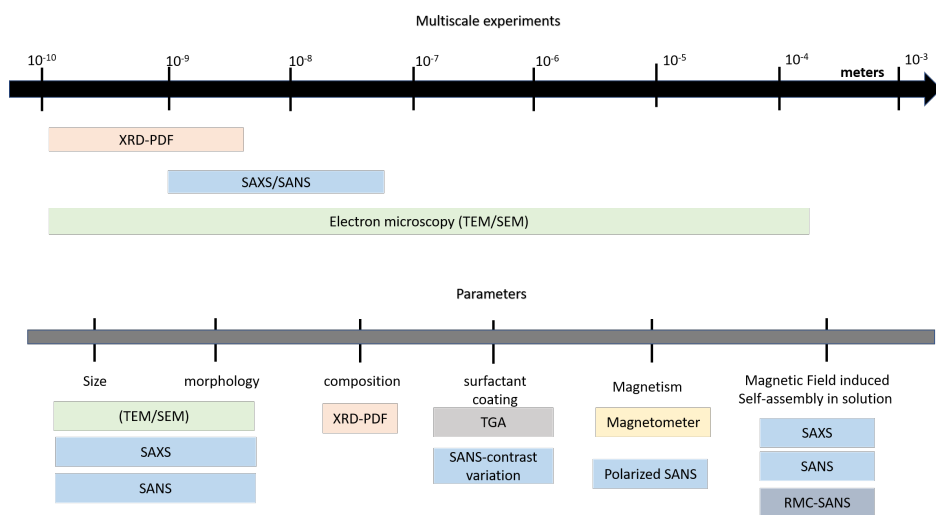 Multiscale experiments
10-10 10-9 10-8 10-7 10-6 10-5 10-4 10-3
meters
XRD-PDF
SAXS/SANS
Electron microscopy (TEM/SEM)
Parameters
Size morphology composition surfactant
coating
Magnetism Magnetic Field induced
Self-assembly in solution
(TEM/SEM) XRD-PDF TGA Magnetometer SAXS
SAXS SANS-contrast
variation
Polarized SANS SANS
SANS RMC-SANS